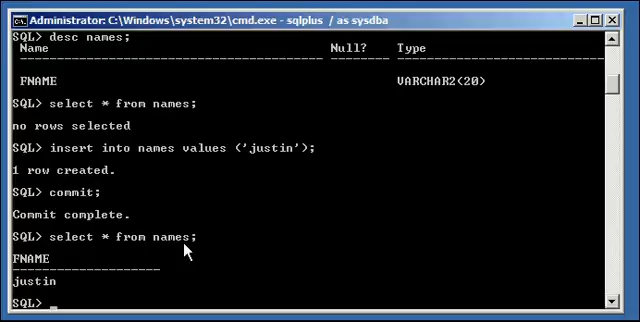 Administrator: C:\Windows\system32\cmd.exe - sqlplus / as sysdba
SQL> desc names;
Name Null? Type
----------------------------------------- -------- ----------------------------
FNAME VARCHAR2(20)
SQL> select * from names;
no rows selected
SQL> insert into names values ('justin');
1 row created.
SQL> commit;
Commit complete.
SQL> select * from names;
FNAME
--------------------
justin
SQL> _